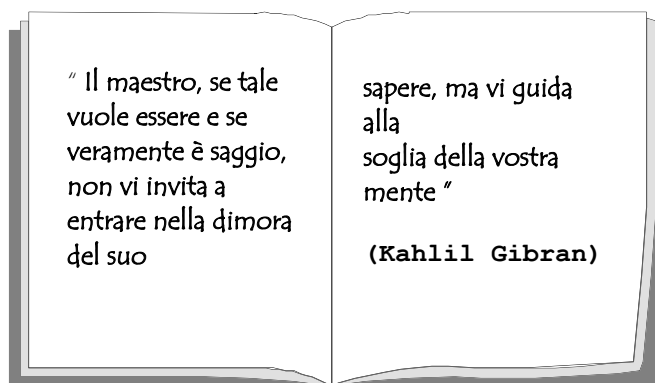 “ Il maestro, se tale
vuole essere e se
veramente è saggio,
non vi invita a
entrare nella dimora
del suo
sapere, ma vi guida
alla
soglia della vostra
mente ”
(Kahlil Gibran)